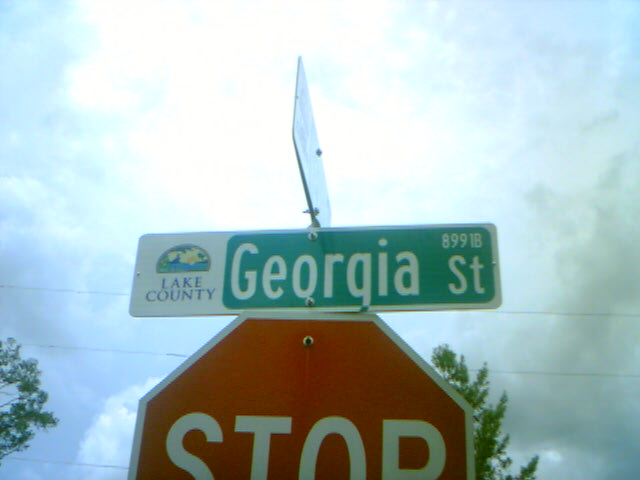 8991B
LAKE
COUNTY
Georgia St
STOP